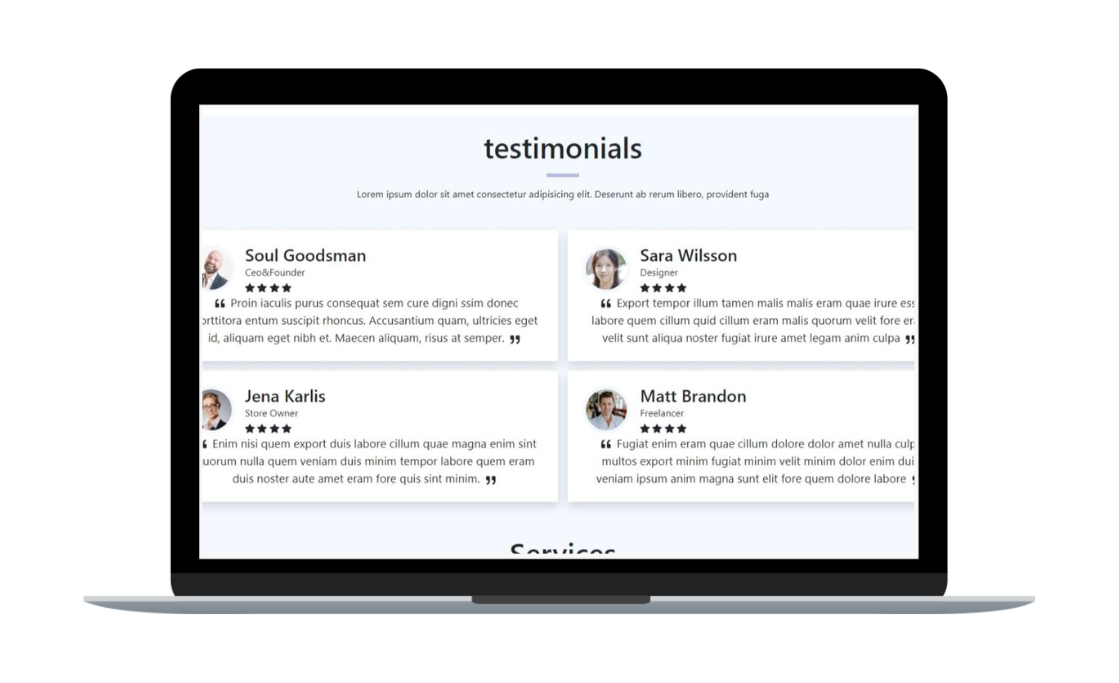 testimonials
Lorem ipsum dolor sit amet consectetur adipisicing elit. Deserunt ab rerum libero, provident fuga
Soul Goodsman
Ceo&Founder
❝ Proin iaculis purus consequat sem cure digni ssim donec
orttitora entum suscipit rhoncus. Accusantium quam, ultricies eget
id, aliquam eget nibh et. Maecen aliquam, risus at semper. ❞
Sara Wilsson
Designer
❝ Export tempor illum tamen malis malis eram quae irure ess
labore quem cillum quid cillum eram malis quorum velit fore er
velit sunt aliqua noster fugiat irure amet legam anim culpa ❞
Jena Karlis
Store Owner
❝ Enim nisi quem export duis labore cillum quae magna enim sint
uorum nulla quem veniam duis minim tempor labore quem eram
duis noster aute amet eram fore quis sint minim. ❞
Matt Brandon
Freelancer
❝ Fugiat enim eram quae cillum dolore dolor amet nulla culp
multos export minim fugiat minim velit minim dolor enim dui
veniam ipsum anim magna sunt elit fore quem dolore labore ❞
Services